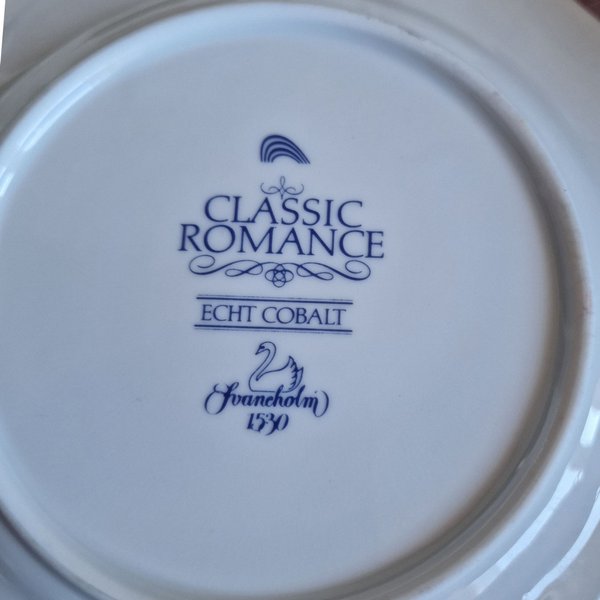 CLASSIC
ROMANCE
ECHT COBALT
Svaneholm
1530